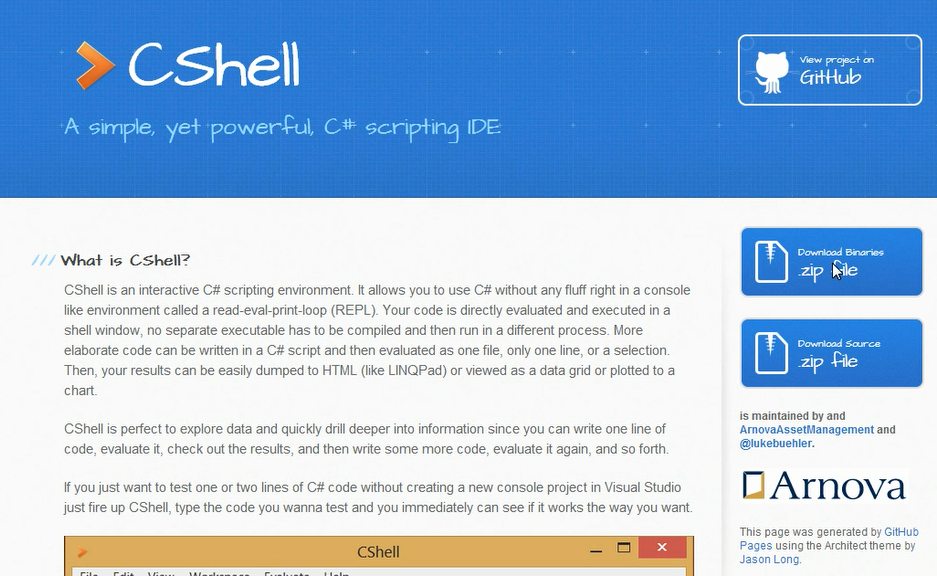 CShell
A simple, yet powerful, C# scripting IDE
View project on
GitHub
/// What is CShell?
CShell is an interactive C# scripting environment. It allows you to use C# without any fluff right in a console
like environment called a read-eval-print-loop (REPL). Your code is directly evaluated and executed in a
shell window, no separate executable has to be compiled and then run in a different process. More
elaborate code can be written in a C# script and then evaluated as one file, only one line, or a selection.
Then, your results can be easily dumped to HTML (like LINQPad) or viewed as a data grid or plotted to a
chart.
CShell is perfect to explore data and quickly drill deeper into information since you can write one line of
code, evaluate it, check out the results, and then write some more code, evaluate it again, and so forth.
If you just want to test one or two lines of C# code without creating a new console project in Visual Studio
just fire up CShell, type the code you wanna test and you immediately can see if it works the way you want.
CShell
File Edit View Workspace Evaluate Help
Download Binaries
.zip file
Download Source
.zip file
is maintained by and
ArnovaAssetManagement and
@lukebuehler.
Arnova
This page was generated by GitHub
Pages using the Architect theme by
Jason Long.